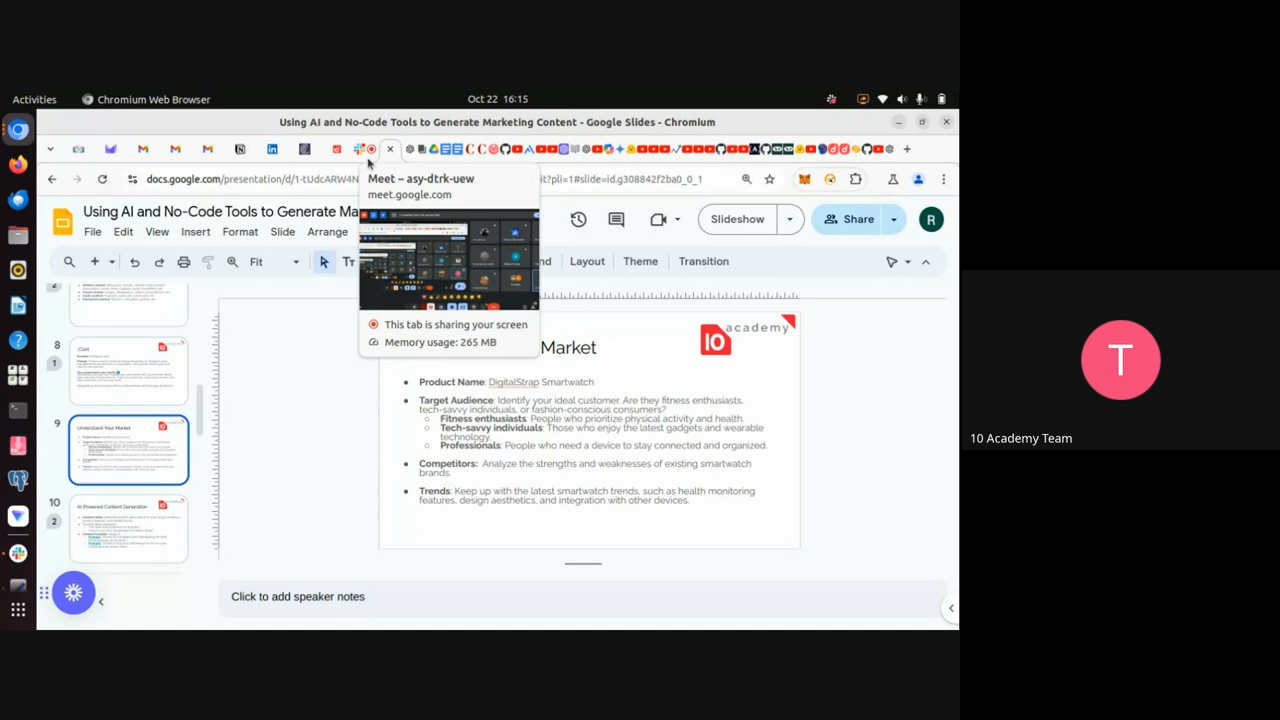 Activities
Chromium Web Browser
Oct 22 16:15
Using AI and No-Code Tools to Generate Marketing Content - Google Slides - Chromium
docs.google.com/presentation/d/1-tUdcARW4N
it?pli=1#slide=id.g308842f2ba0_0_1
Meet – asy-dtrk-uew
meet.google.com
This tab is sharing your screen
Memory usage: 265 MB
Using AI and No-Code Tools to Generate Ma
File Edit View Insert Format Slide Arrange
Slideshow
Share
R
Fit
Tт
nd
Layout
Theme
Transition
8
1
9
Understand Your Market
10
2
AI-Powered Content Generation
Market
10 academy
Product Name: DigitalStrap Smartwatch
Target Audience: Identify your ideal customer. Are they fitness enthusiasts,
tech-savvy individuals, or fashion-conscious consumers?
Fitness enthusiasts: People who prioritize physical activity and health.
Tech-savvy individuals: Those who enjoy the latest gadgets and wearable
technology.
Professionals: People who need a device to stay connected and organized.
Competitors: Analyze the strengths and weaknesses of existing smartwatch
brands.
Trends: Keep up with the latest smartwatch trends, such as health monitoring
features, design aesthetics, and integration with other devices.
Click to add speaker notes
T
10 Academy Team